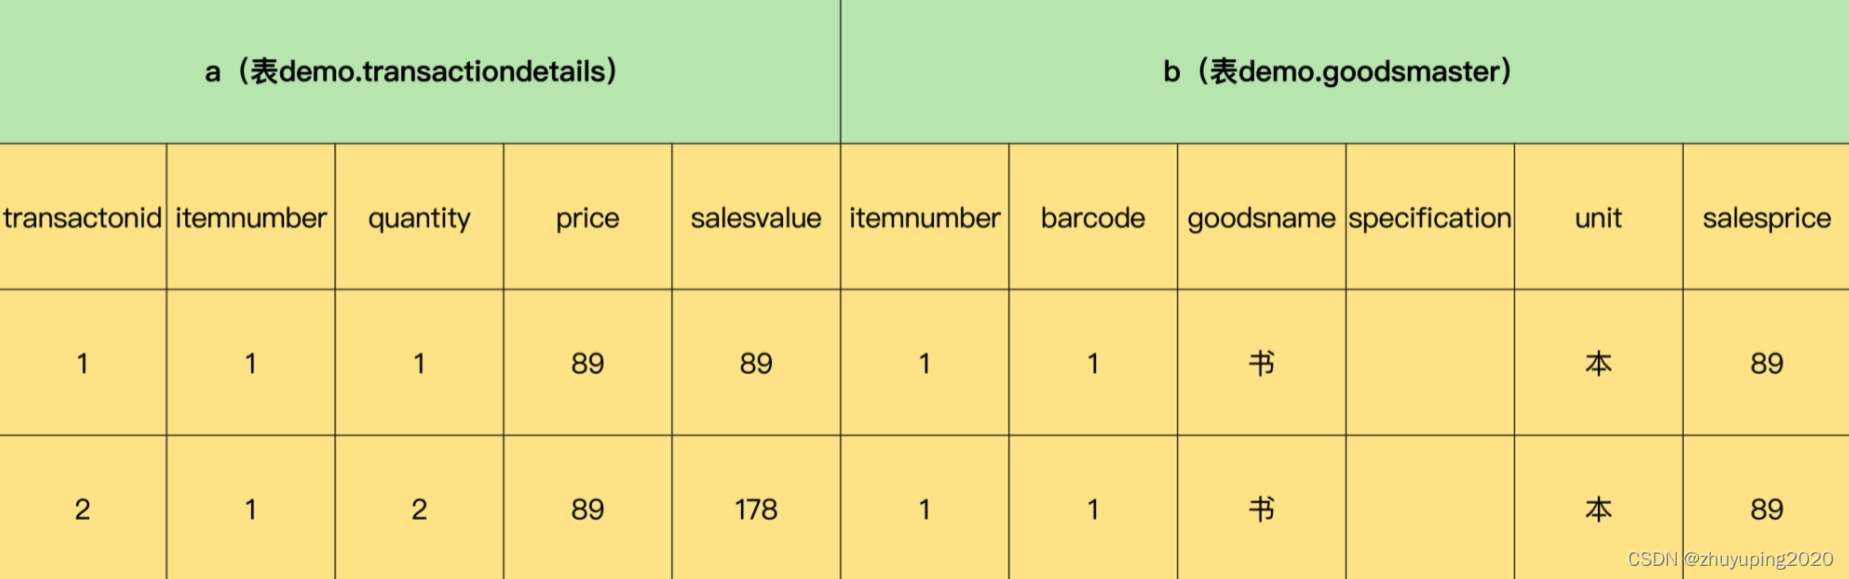 a（表demo.transactiondetails） b（表demo.goodsmaster）
transactonid itemnumber quantity price salesvalue itemnumber barcode goodsname specification unit salesprice
1 1 1 89 89 1 1 书 本 89
2 1 2 89 178 1 1 书 本 89
CSDN @zhuyuping2020